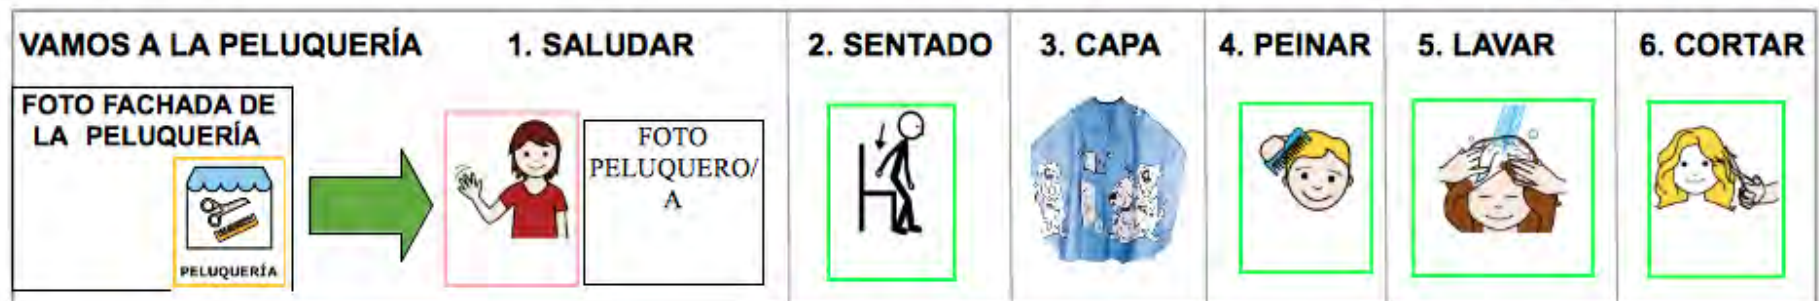 VAMOS A LA PELUQUERÍA
FOTO FACHADA DE
LA PELUQUERÍA
PELUQUERÍA
1. SALUDAR
FOTO
PELUQUERO/
A
2. SENTADO
3. CAPA
4. PEINAR
5. LAVAR
6. CORTAR